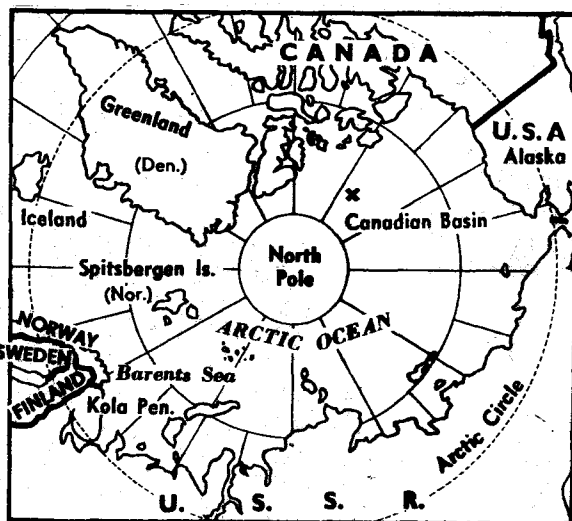 CANADA
Greenland
(Den.)
U.S.A
Alaska
x
Iceland
Canadian Basin
North
Pole
Spitsbergen Is.
(Nor.)
ARCTIC OCEAN
NORWAY
SWEDEN
FINLAND
Barents Sea
Kola Pen.
Arctic Circle
U. S. S. R.